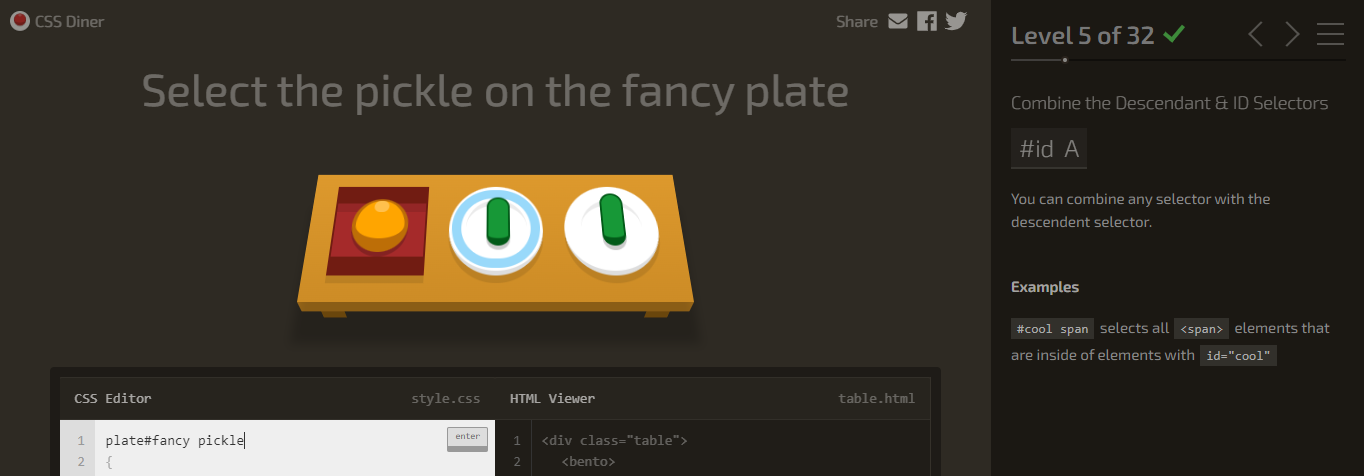 CSS Diner
Share
Select the pickle on the fancy plate
CSS Editor style.css
HTML Viewer table.html
1 plate#fancy pickle
enter
2 {
1 <div class="table">
2 <bento>
Level 5 of 32
Combine the Descendant & ID Selectors
#id A
You can combine any selector with the
descendent selector.
Examples
#cool span selects all <span> elements that
are inside of elements with id="cool"